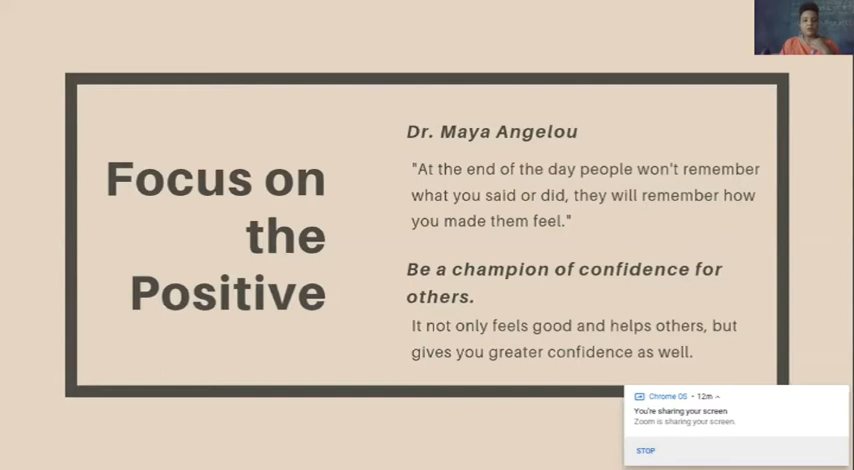 Focus on
the
Positive
Dr. Maya Angelou
"At the end of the day people won't remember
what you said or did, they will remember how
you made them feel."
Be a champion of confidence for
others.
It not only feels good and helps others, but
gives you greater confidence as well.
Chrome OS • 12m
You're sharing your screen
Zoom is sharing your screen.
STOP